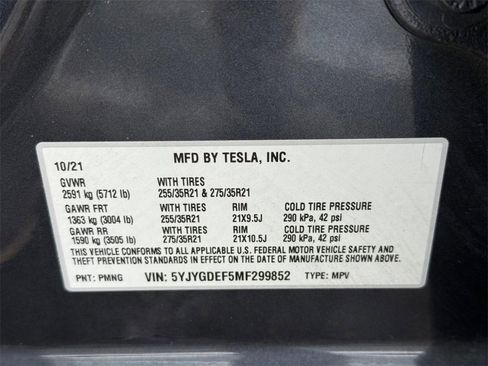 10/21 MFD BY TESLA, INC.
GVWR WITH TIRES
2591 kg (5712 lb) 255/35R21 & 275/35R21
GAWR FRT WITH TIRES RIM COLD TIRE PRESSURE
1363 kg (3004 lb) 255/35R21 21X9.5J 290 kPa, 42 psi
GAWR RR WITH TIRES RIM COLD TIRE PRESSURE
1590 kg (3505 lb) 275/35R21 21X10.5J 290 kPa, 42 psi
THIS VEHICLE CONFORMS TO ALL APPLICABLE U.S. FEDERAL MOTOR VEHICLE SAFETY AND
THEFT PREVENTION STANDARDS IN EFFECT ON THE DATE OF MANUFACTURE SHOWN ABOVE.
PNT: PMNG VIN: 5YJYGDEF5MF299852 TYPE: MPV